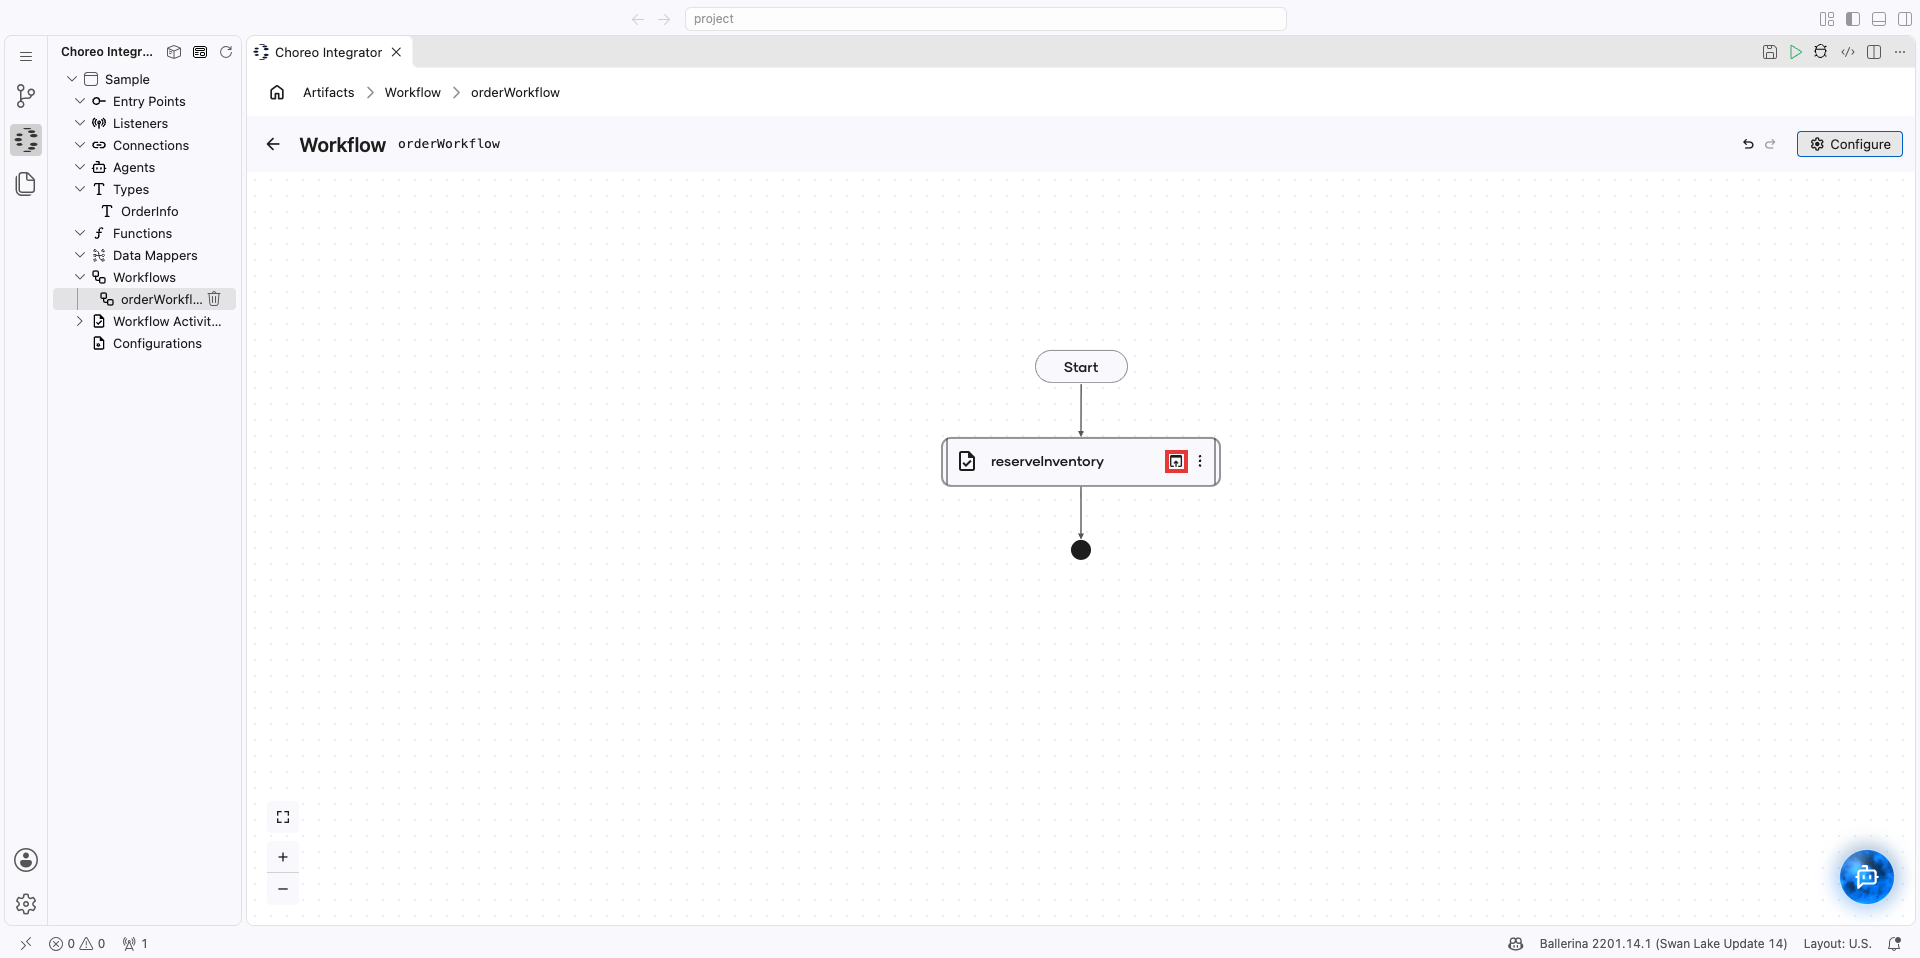 project
Choreo Integr...
Choreo Integrator
Sample
Entry Points
Listeners
Connections
Agents
Types
OrderInfo
Functions
Data Mappers
Workflows
orderWorkfl...
Workflow Activit...
Configurations
Artifacts
Workflow
orderWorkflow
Workflow
orderWorkflow
Configure
Start
reserveInventory
0
0
1
Ballerina 2201.14.1 (Swan Lake Update 14)
Layout: U.S.